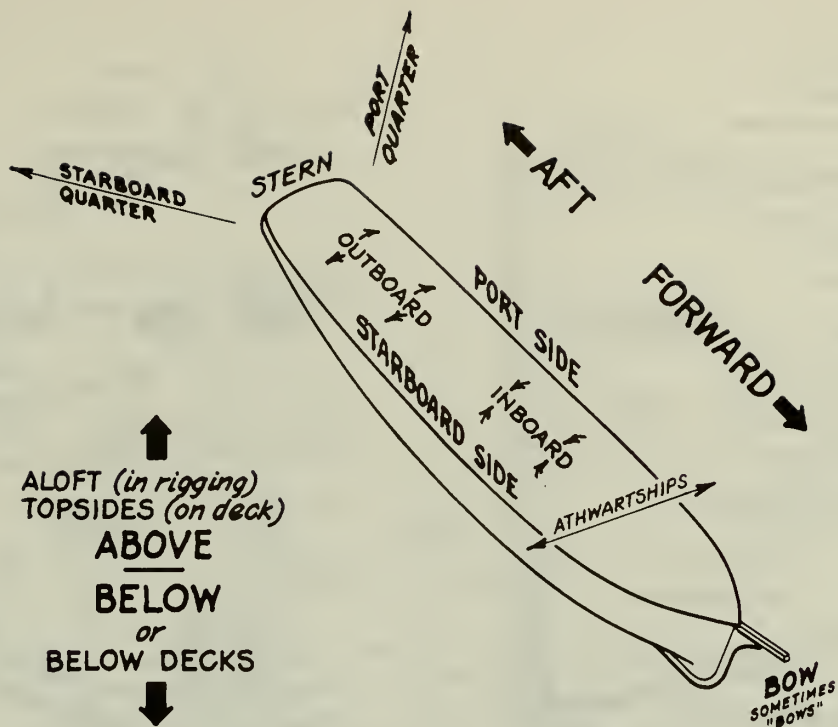 PORT
QUARTER
STARBOARD
QUARTER
STERN
AFT
OUTBOARD
PORT SIDE
FORWARD
STARBOARD SIDE
INBOARD
ATHWARTSHIPS
ALOFT (in rigging)
TOPSIDES (on deck)
ABOVE
BELOW
or
BELOW DECKS
BOW
SOMETIMES
"BOWS"